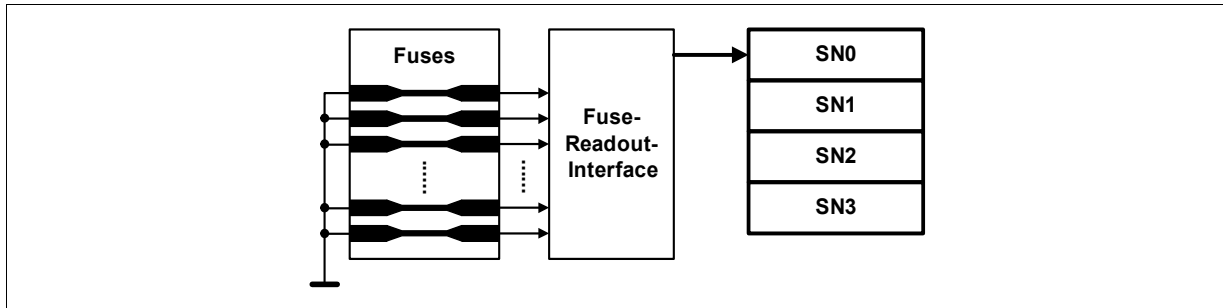 Fuses
Fuse-
Readout-
Interface
SN0
SN1
SN2
SN3